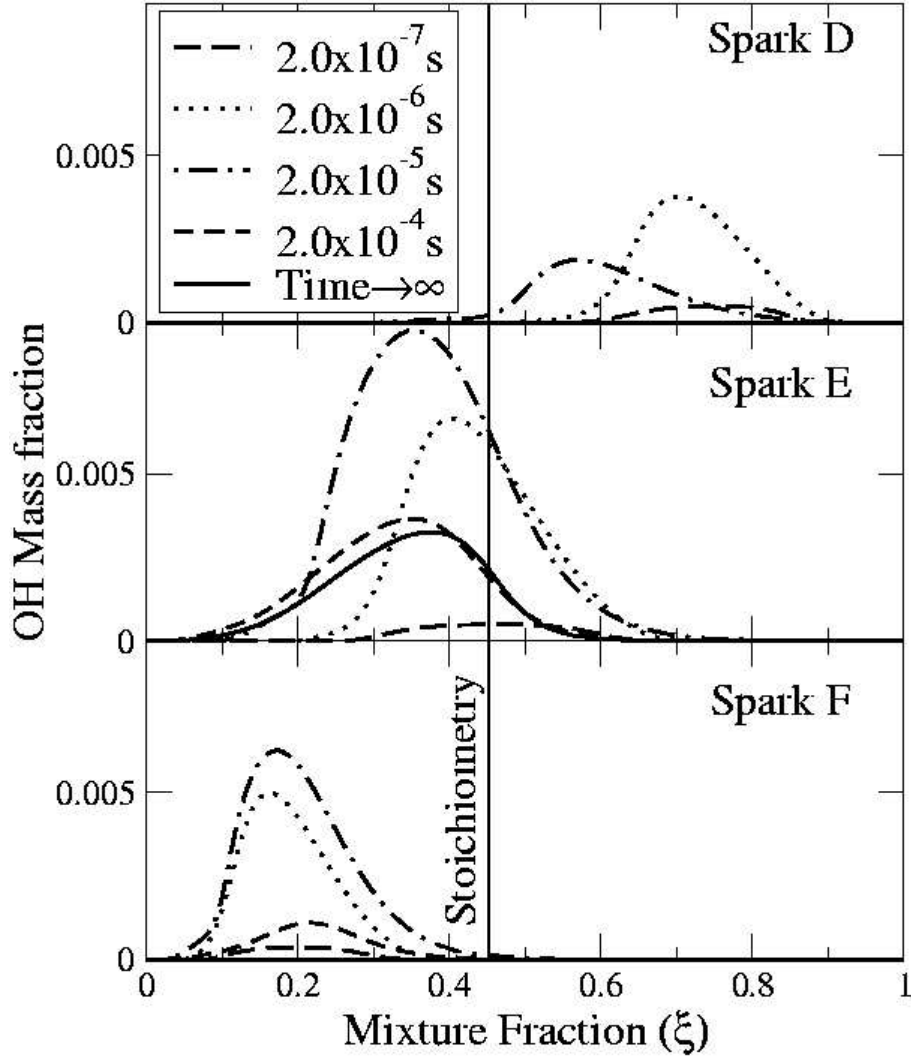 2.0x10⁻⁷s
2.0x10⁻⁶s
2.0x10⁻⁵s
2.0x10⁻⁴s
Time→∞
Spark D
0.005
0
Spark E
0.005
0
Spark F
0.005
0
Stoichiometry
OH Mass fraction
0 0.2 0.4 0.6 0.8 1
Mixture Fraction (ξ)